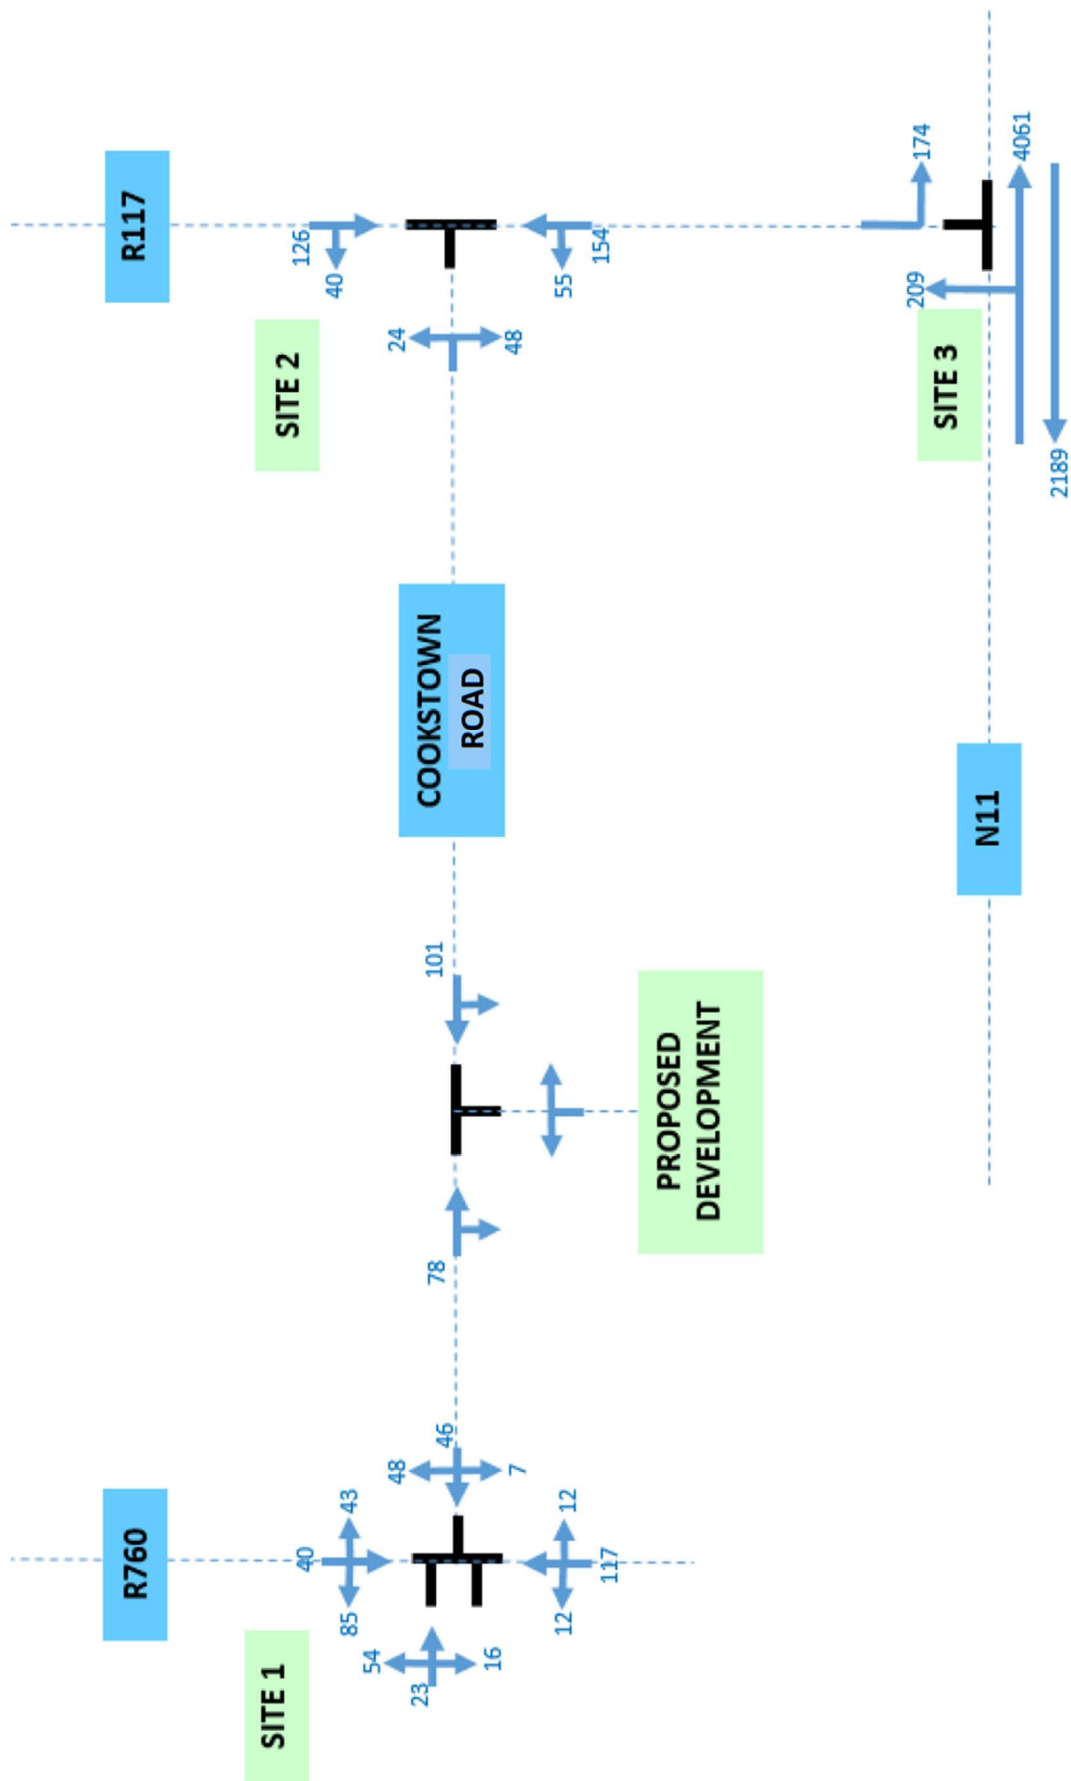 R760
R117
SITE 1
SITE 2
40
85
43
126
40
54
23
16
48
46
7
78
101
COOKSTOWN
ROAD
24
48
12
117
12
55
154
PROPOSED
DEVELOPMENT
174
209
SITE 3
N11
4061
2189